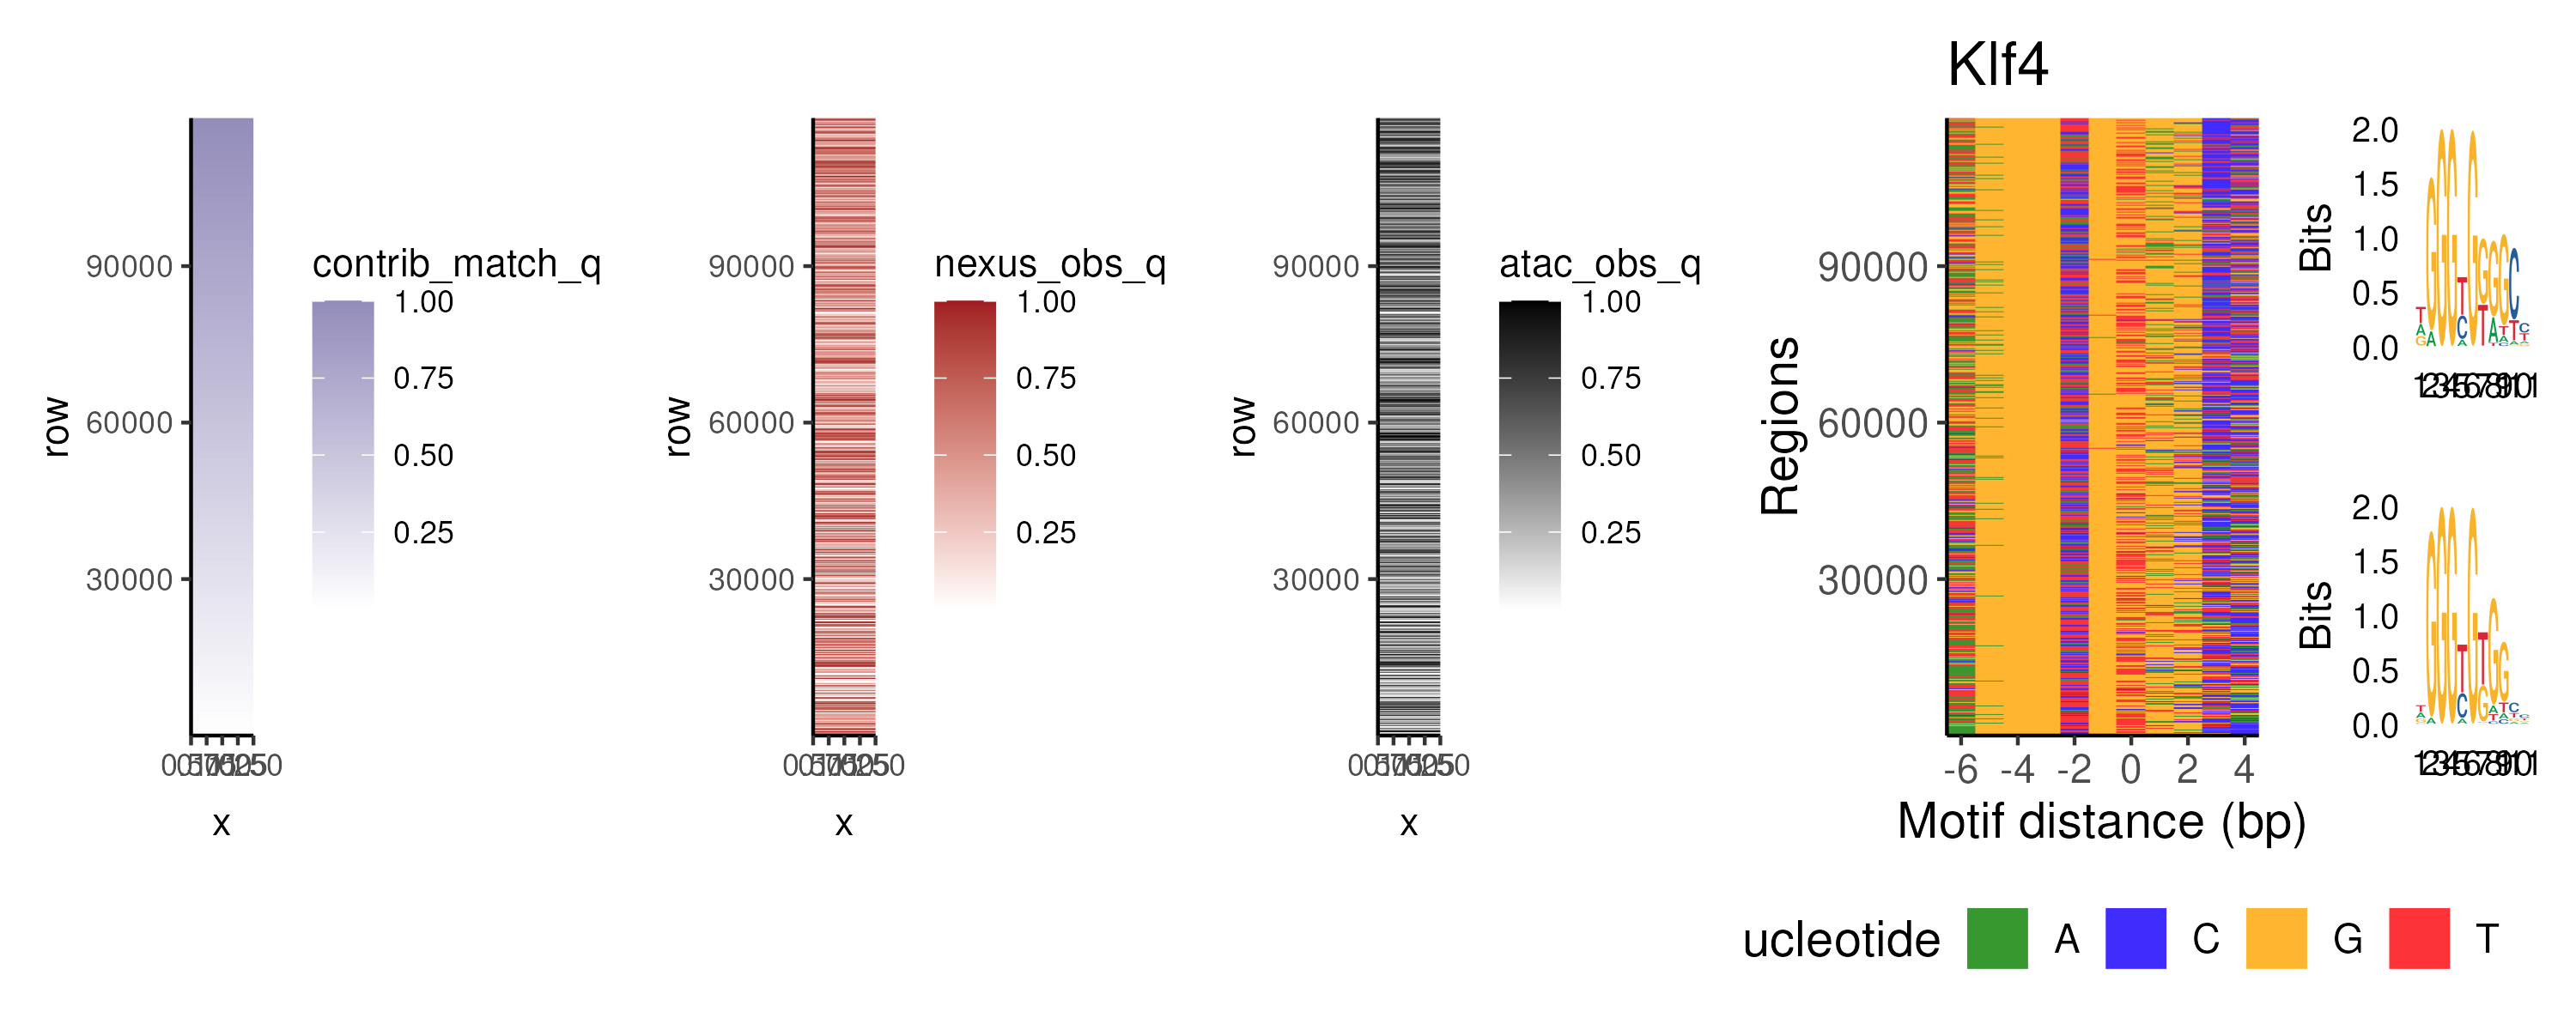 Klf4
90000
60000
30000
row
x
contrib_match_q
1.00
0.75
0.50
0.25
90000
60000
30000
row
x
nexus_obs_q
1.00
0.75
0.50
0.25
90000
60000
30000
row
x
atac_obs_q
1.00
0.75
0.50
0.25
Regions
90000
60000
30000
-6 -4 -2 0 2 4
Motif distance (bp)
Bits
2.0
1.5
1.0
0.5
0.0
Bits
2.0
1.5
1.0
0.5
0.0
ucleotide A C G T